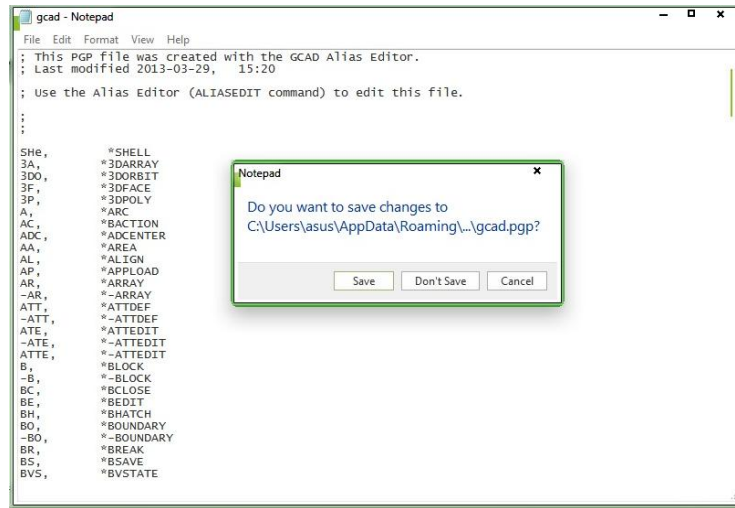 gcad - Notepad
File Edit Format View Help
; This PGP file was created with the GCAD Alias Editor.
; Last modified 2013-03-29, 15:20
; Use the Alias Editor (ALIASEDIT command) to edit this file.
;
;
SHe, *SHELL
3A, *3DARRAY
3DO, *3DORBIT
3F, *3DFACE
3P, *3DPOLY
A, *ARC
AC, *BACTION
ADC, *ADCENTER
AA, *AREA
AL, *ALIGN
AP, *APPLOAD
AR, *ARRAY
-AR, *-ARRAY
ATT, *ATTDEF
-ATT, *-ATTDEF
ATE, *ATTEDIT
-ATE, *-ATTEDIT
ATTE, *-ATTEDIT
B, *BLOCK
-B, *-BLOCK
BC, *BCLOSE
BE, *BEDIT
BH, *BHATCH
BO, *BOUNDARY
-BO, *-BOUNDARY
BR, *BREAK
BS, *BSAVE
BVS, *BVSTATE
Notepad
Do you want to save changes to
C:\Users\asus\AppData\Roaming\...\gcad.pgp?
Save Don't Save Cancel